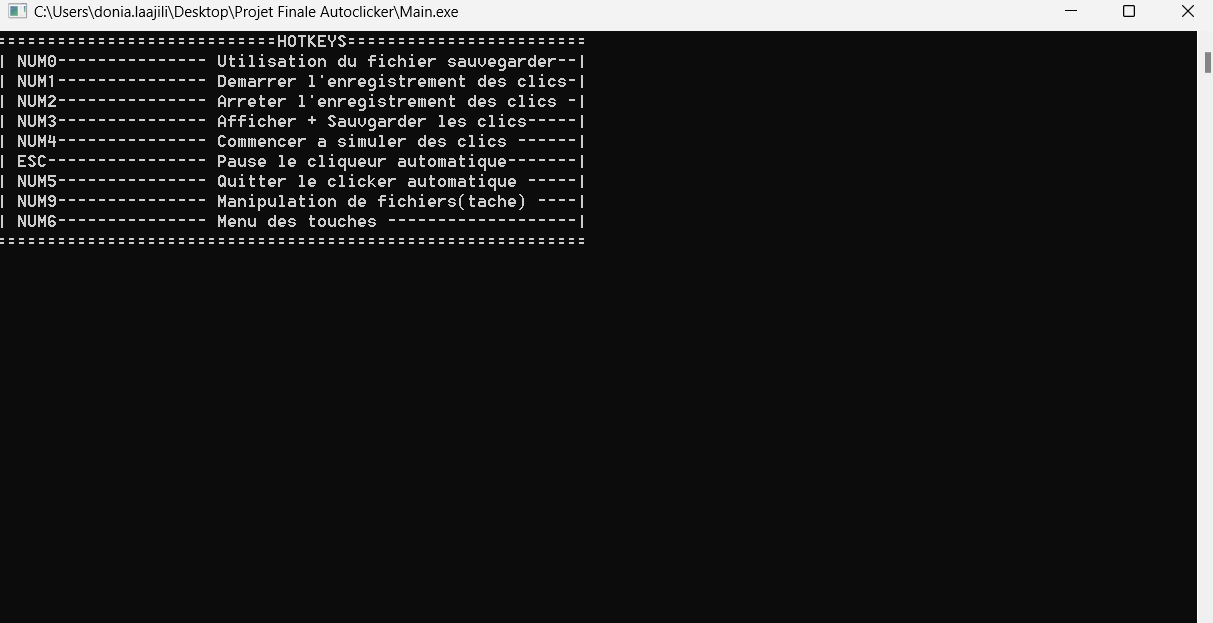 C:\Users\donia.laajili\Desktop\Projet Finale Autoclicker\Main.exe
============================HOTKEYS========================
| NUM0--------------- Utilisation du fichier sauvegarder--|
| NUM1--------------- Demarrer l'enregistrement des clics-|
| NUM2--------------- Arreter l'enregistrement des clics -|
| NUM3--------------- Afficher + Sauvgarder les clics-----|
| NUM4--------------- Commencer a simuler des clics ------|
| ESC---------------- Pause le cliqueur automatique-------|
| NUM5--------------- Quitter le clicker automatique -----|
| NUM9--------------- Manipulation de fichiers(tache) ----|
| NUM6--------------- Menu des touches -------------------|
===========================================================